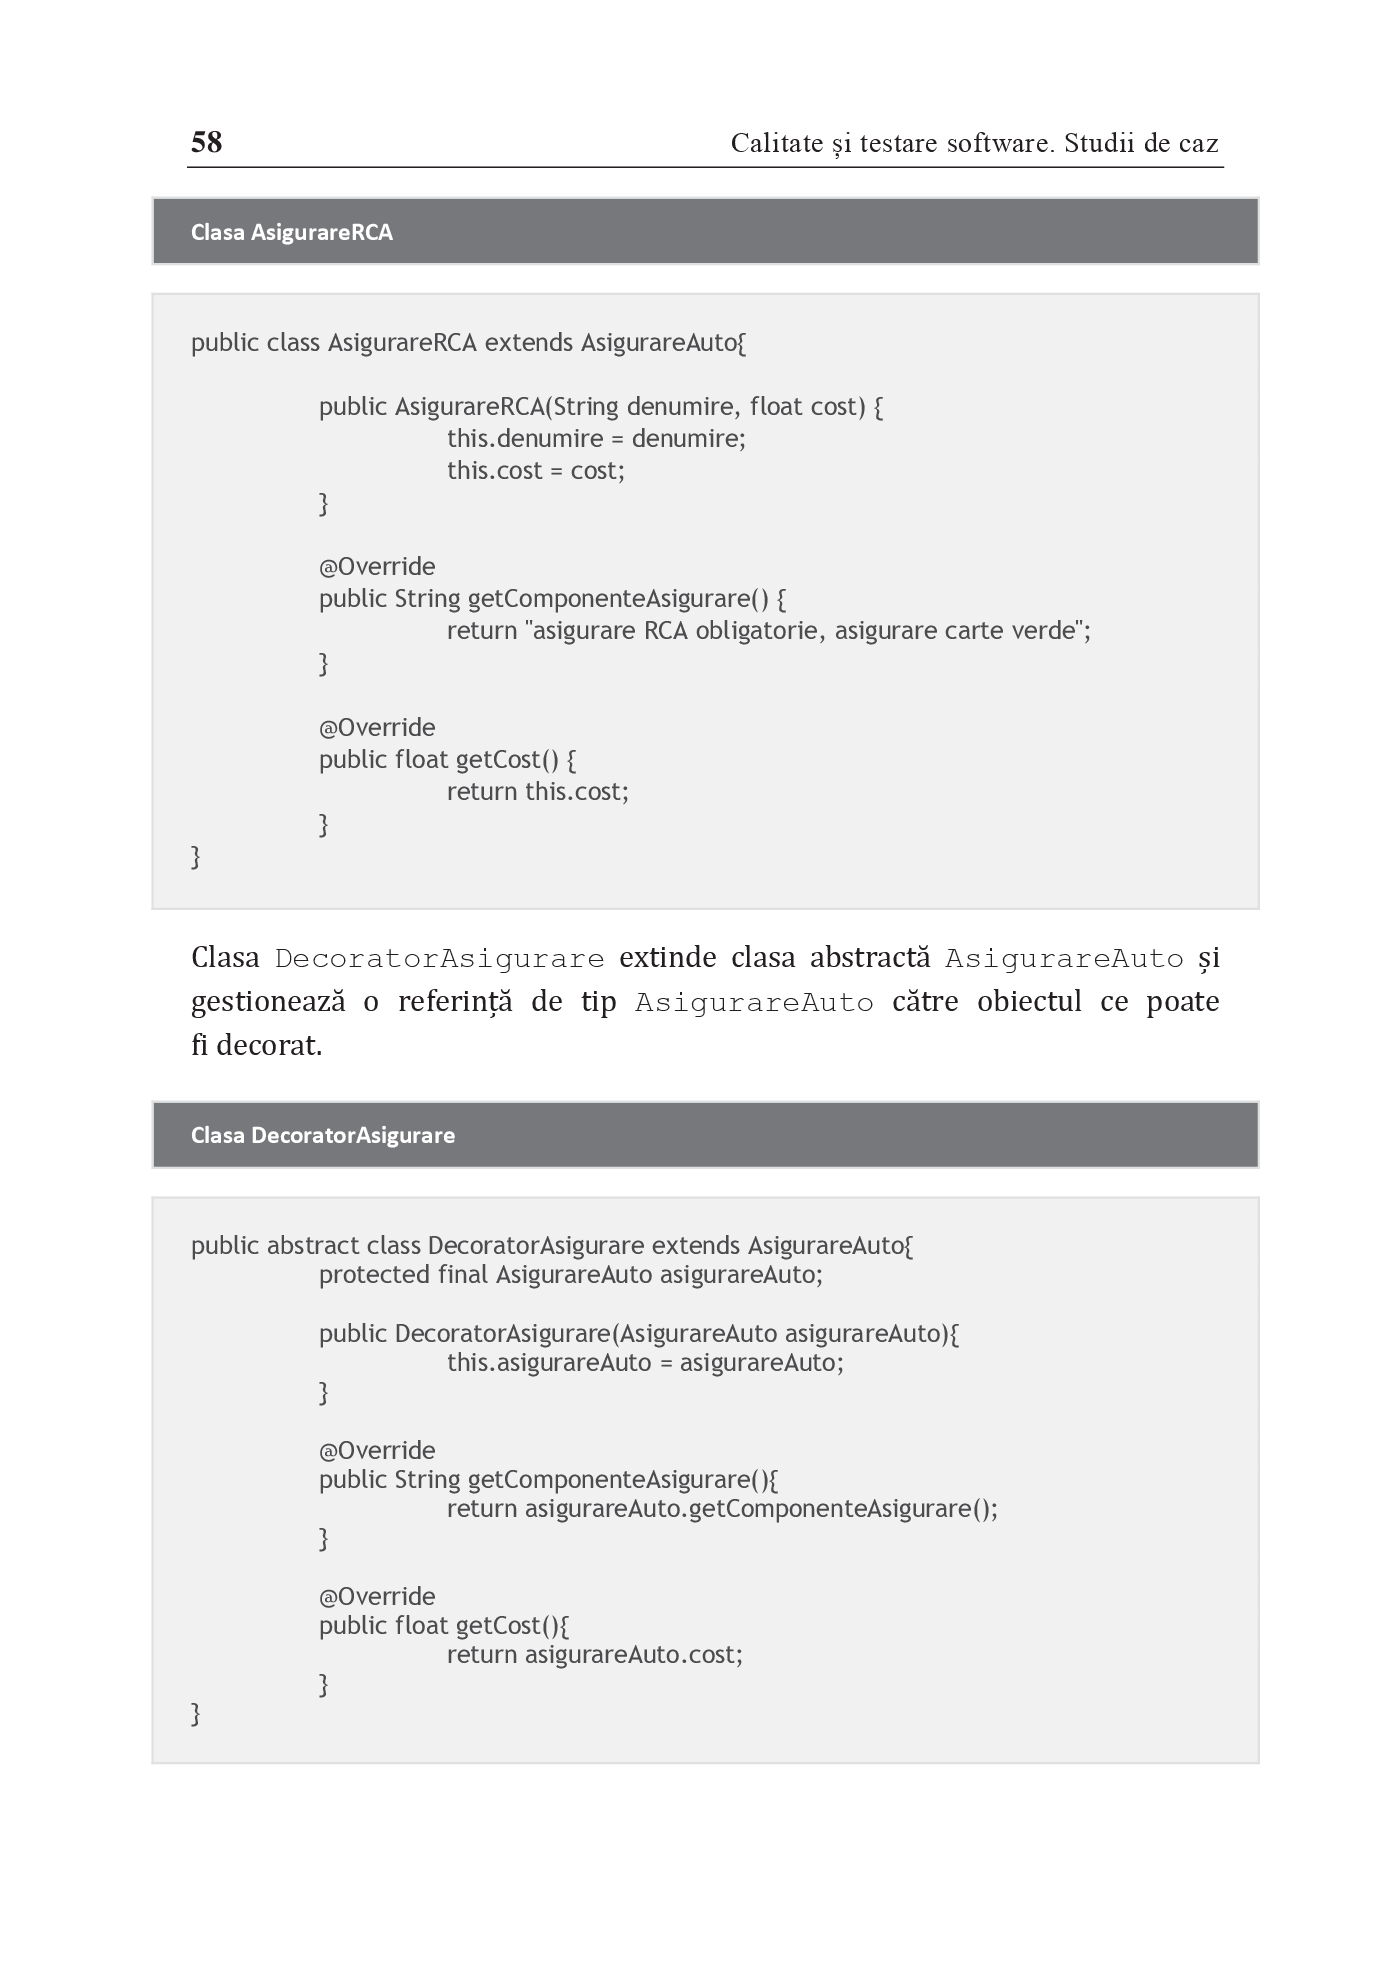 58 Calitate și testare software. Studii de caz
Clasa AsigurareRCA
public class AsigurareRCA extends AsigurareAuto{
public AsigurareRCA(String denumire, float cost) {
this.denumire = denumire;
this.cost = cost;
}
@Override
public String getComponenteAsigurare() {
return "asigurare RCA obligatorie, asigurare carte verde";
}
@Override
public float getCost() {
return this.cost;
}
}
Clasa DecoratorAsigurare extinde clasa abstractă AsigurareAuto și
gestionează o referință de tip AsigurareAuto către obiectul ce poate
fi decorat.
Clasa DecoratorAsigurare
public abstract class DecoratorAsigurare extends AsigurareAuto{
protected final AsigurareAuto asigurareAuto;
public DecoratorAsigurare(AsigurareAuto asigurareAuto){
this.asigurareAuto = asigurareAuto;
}
@Override
public String getComponenteAsigurare(){
return asigurareAuto.getComponenteAsigurare();
}
@Override
public float getCost(){
return asigurareAuto.cost;
}
}